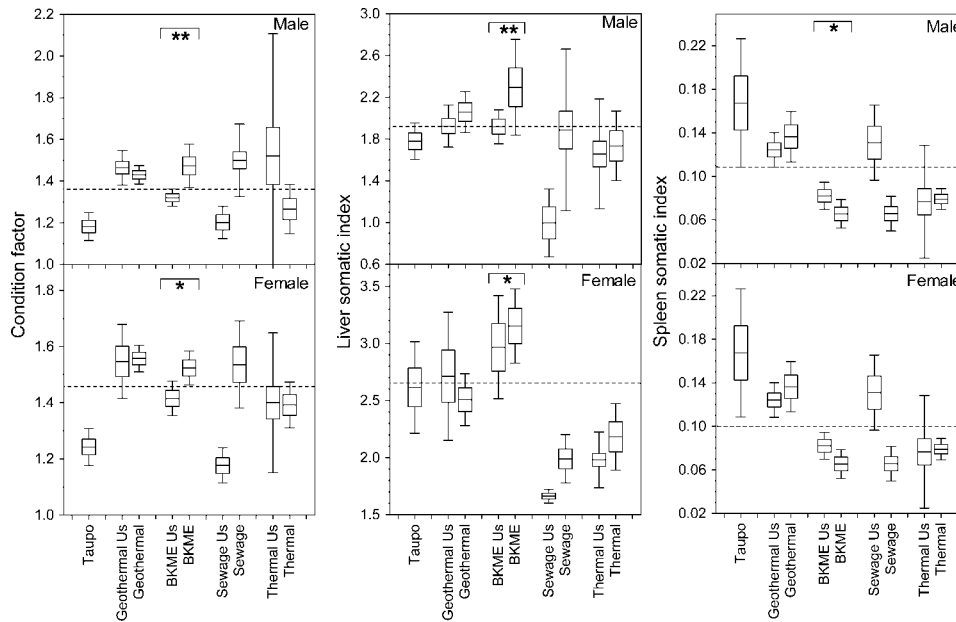 Condition factor
2.2
2.0
1.8
1.6
1.4
1.2
1.0
** Male
1.8
1.6
1.4
1.2
1.0
* Female
Taupo
Geothermal Us
Geothermal
BKME Us
BKME
Sewage Us
Sewage
Thermal Us
Thermal
Liver somatic index
3.0
2.6
2.2
1.8
1.4
1.0
0.6
** Male
3.5
3.0
2.5
2.0
1.5
* Female
Taupo
Geothermal Us
Geothermal
BKME Us
BKME
Sewage Us
Sewage
Thermal Us
Thermal
Spleen somatic index
0.22
0.18
0.14
0.10
0.06
0.02
* Male
0.22
0.18
0.14
0.10
0.06
0.02
Female
Taupo
Geothermal Us
Geothermal
BKME Us
BKME
Sewage Us
Sewage
Thermal Us
Thermal